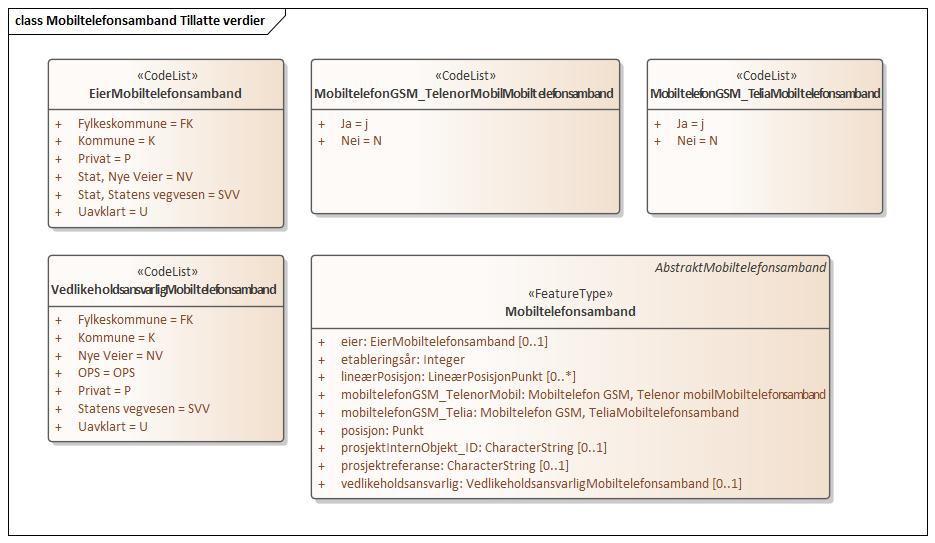 class Mobiltelefonsamband Tillatte verdier
«CodeList»
EierMobiltelefonsamband
+ Fylkeskommune = FK
+ Kommune = K
+ Privat = P
+ Stat, Nye Veier = NV
+ Stat, Statens vegvesen = SVV
+ Uavklart = U
«CodeList»
MobiltelefonGSM_TelenorMobilMobiltelefonsamband
+ Ja = j
+ Nei = N
«CodeList»
MobiltelefonGSM_TeliaMobiltelefonsamband
+ Ja = j
+ Nei = N
«CodeList»
VedlikeholdsansvarligMobiltelefonsamband
+ Fylkeskommune = FK
+ Kommune = K
+ Nye Veier = NV
+ OPS = OPS
+ Privat = P
+ Statens vegvesen = SVV
+ Uavklart = U
AbstraktMobiltelefonsamband
«FeatureType»
Mobiltelefonsamband
+ eier: EierMobiltelefonsamband [0..1]
+ etableringsår: Integer
+ lineærPosisjon: LineærPosisjonPunkt [0..*]
+ mobiltelefonGSM_TelenorMobil: Mobiltelefon GSM, Telenor mobilMobiltelefonsamband
+ mobiltelefonGSM_Telia: Mobiltelefon GSM, TeliaMobiltelefonsamband
+ posisjon: Punkt
+ prosjektInternObjekt_ID: CharacterString [0..1]
+ prosjektreferanse: CharacterString [0..1]
+ vedlikeholdsansvarlig: VedlikeholdsansvarligMobiltelefonsamband [0..1]